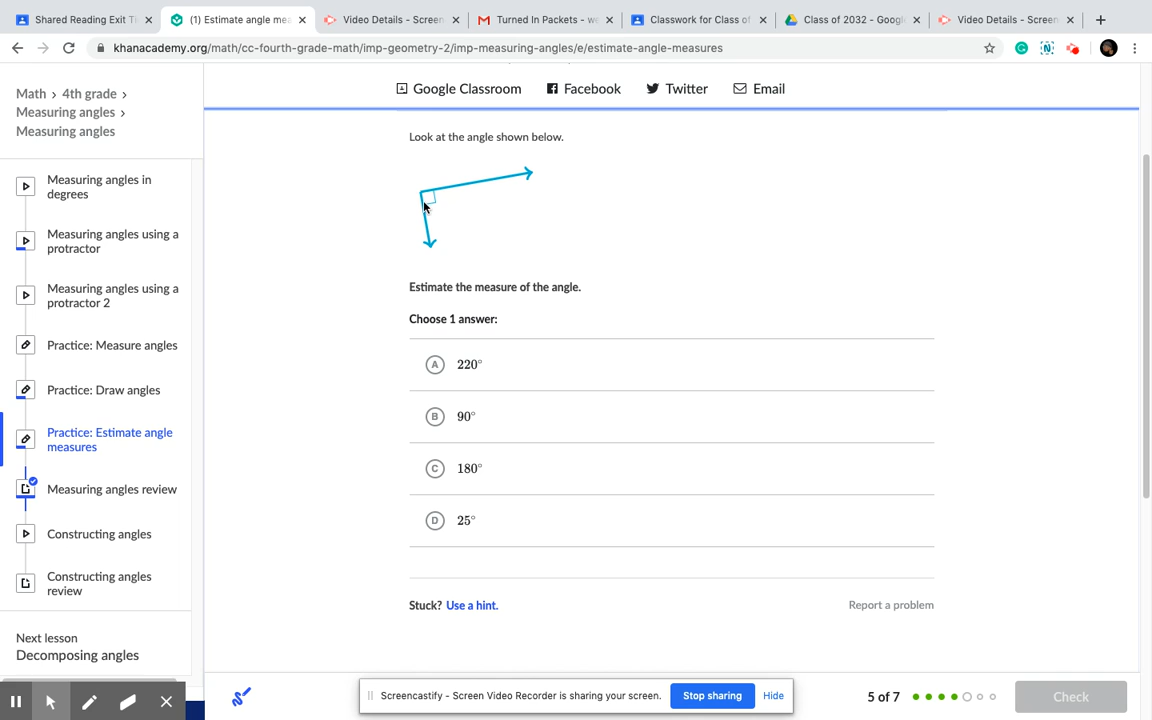 Shared Reading Exit Ti
(1) Estimate angle mea
Video Details - Screen
Turned In Packets - we
Classwork for Class of
Class of 2032 - Google
Video Details - Screen
khanacademy.org/math/cc-fourth-grade-math/imp-geometry-2/imp-measuring-angles/e/estimate-angle-measures
Math > 4th grade >
Measuring angles >
Measuring angles
Measuring angles in
degrees
Measuring angles using a
protractor
Measuring angles using a
protractor 2
Practice: Measure angles
Practice: Draw angles
Practice: Estimate angle
measures
Measuring angles review
Constructing angles
Constructing angles
review
Next lesson
Decomposing angles
Google Classroom Facebook Twitter Email
Look at the angle shown below.
Estimate the measure of the angle.
Choose 1 answer:
A 220°
B 90°
C 180°
D 25°
Stuck? Use a hint.
Report a problem
Screencastify - Screen Video Recorder is sharing your screen. Stop sharing Hide
5 of 7
Check